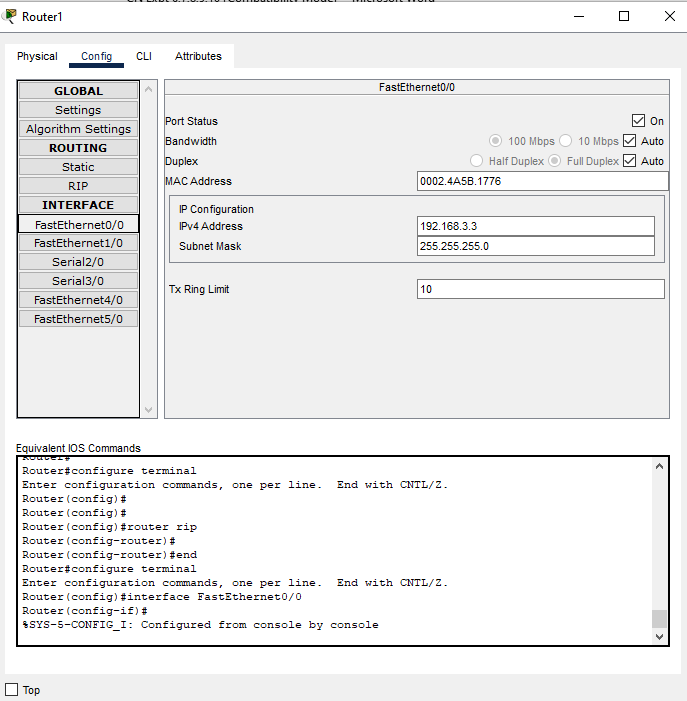 Router1
Physical Config CLI Attributes
GLOBAL
Settings
Algorithm Settings
ROUTING
Static
RIP
INTERFACE
FastEthernet0/0
FastEthernet1/0
Serial2/0
Serial3/0
FastEthernet4/0
FastEthernet5/0
FastEthernet0/0
Port Status On
Bandwidth 100 Mbps 10 Mbps Auto
Duplex Half Duplex Full Duplex Auto
MAC Address 0002.4A5B.1776
IP Configuration
IPv4 Address 192.168.3.3
Subnet Mask 255.255.255.0
Tx Ring Limit 10
Equivalent IOS Commands
Router#
Router#configure terminal
Enter configuration commands, one per line. End with CNTL/Z.
Router(config)#
Router(config)#
Router(config)#router rip
Router(config-router)#
Router(config-router)#end
Router#configure terminal
Enter configuration commands, one per line. End with CNTL/Z.
Router(config)#interface FastEthernet0/0
Router(config-if)#
%SYS-5-CONFIG_I: Configured from console by console
Top